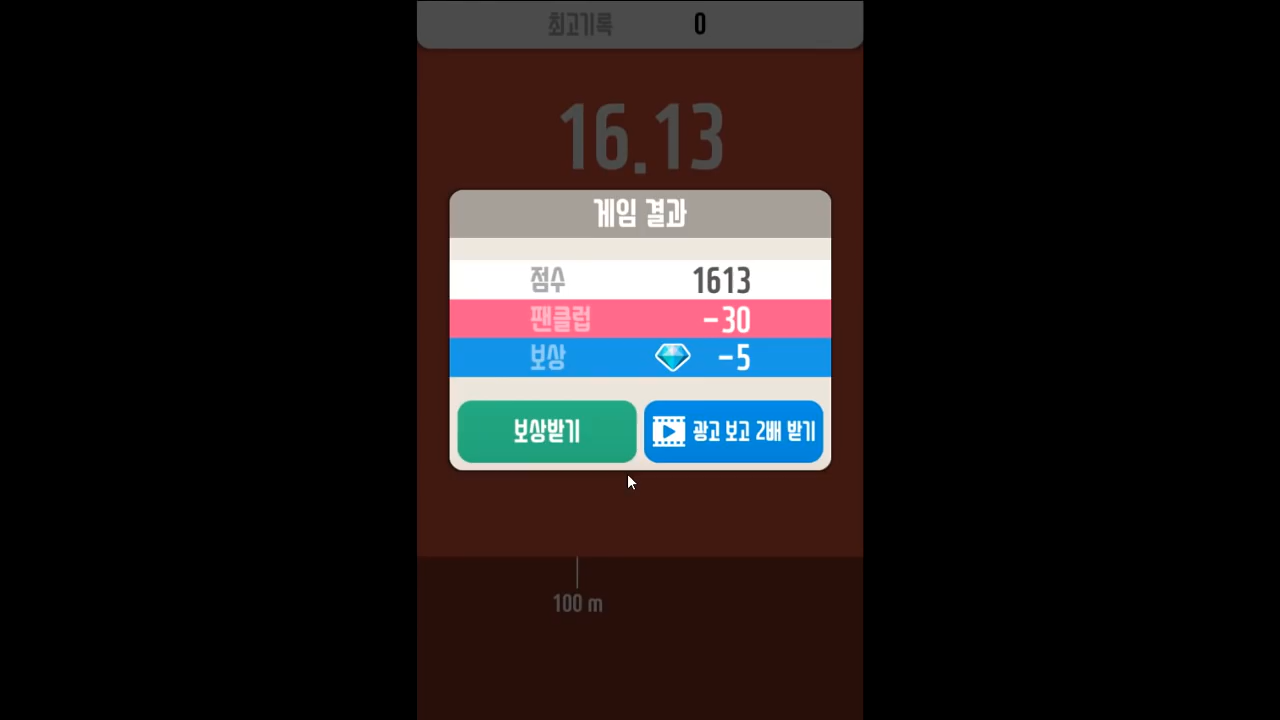 최고기록 0
16.13
게임 결과
점수 1613
팬클럽 -30
보상 -5
보상받기 광고 보고 2배 받기
100 m